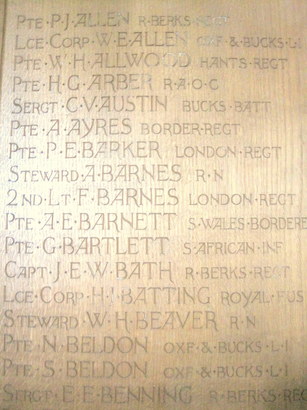 PTE·P·J·ALLEN R·BERKS·REGT
LCE·CORP·W·E·ALLEN OXF·&·BUCKS·L·I
PTE·W·H·ALLWOOD HANTS·REGT
PTE·H·G·ARBER R·A·O·C
SERGT·C·V·AUSTIN BUCKS·BATT
PTE·A·AYRES BORDER·REGT
PTE·P·E·BARKER LONDON·REGT
STEWARD·A·BARNES R·N
2ND·LT·F·BARNES LONDON·REGT
PTE·A·E·BARNETT S·WALES·BORDERE
PTE·G·BARTLETT S·AFRICAN·INF
CAPT·J·E·W·BATH R·BERKS·REGT
LCE·CORP·H·J·BATTING ROYAL·FUS
STEWARD·W·H·BEAVER R·N
PTE·N·BELDON OXF·&·BUCKS·L·I
PTE·S·BELDON OXF·&·BUCKS·L·I
SERGT·E·E·BENNING R·BERKS·REG